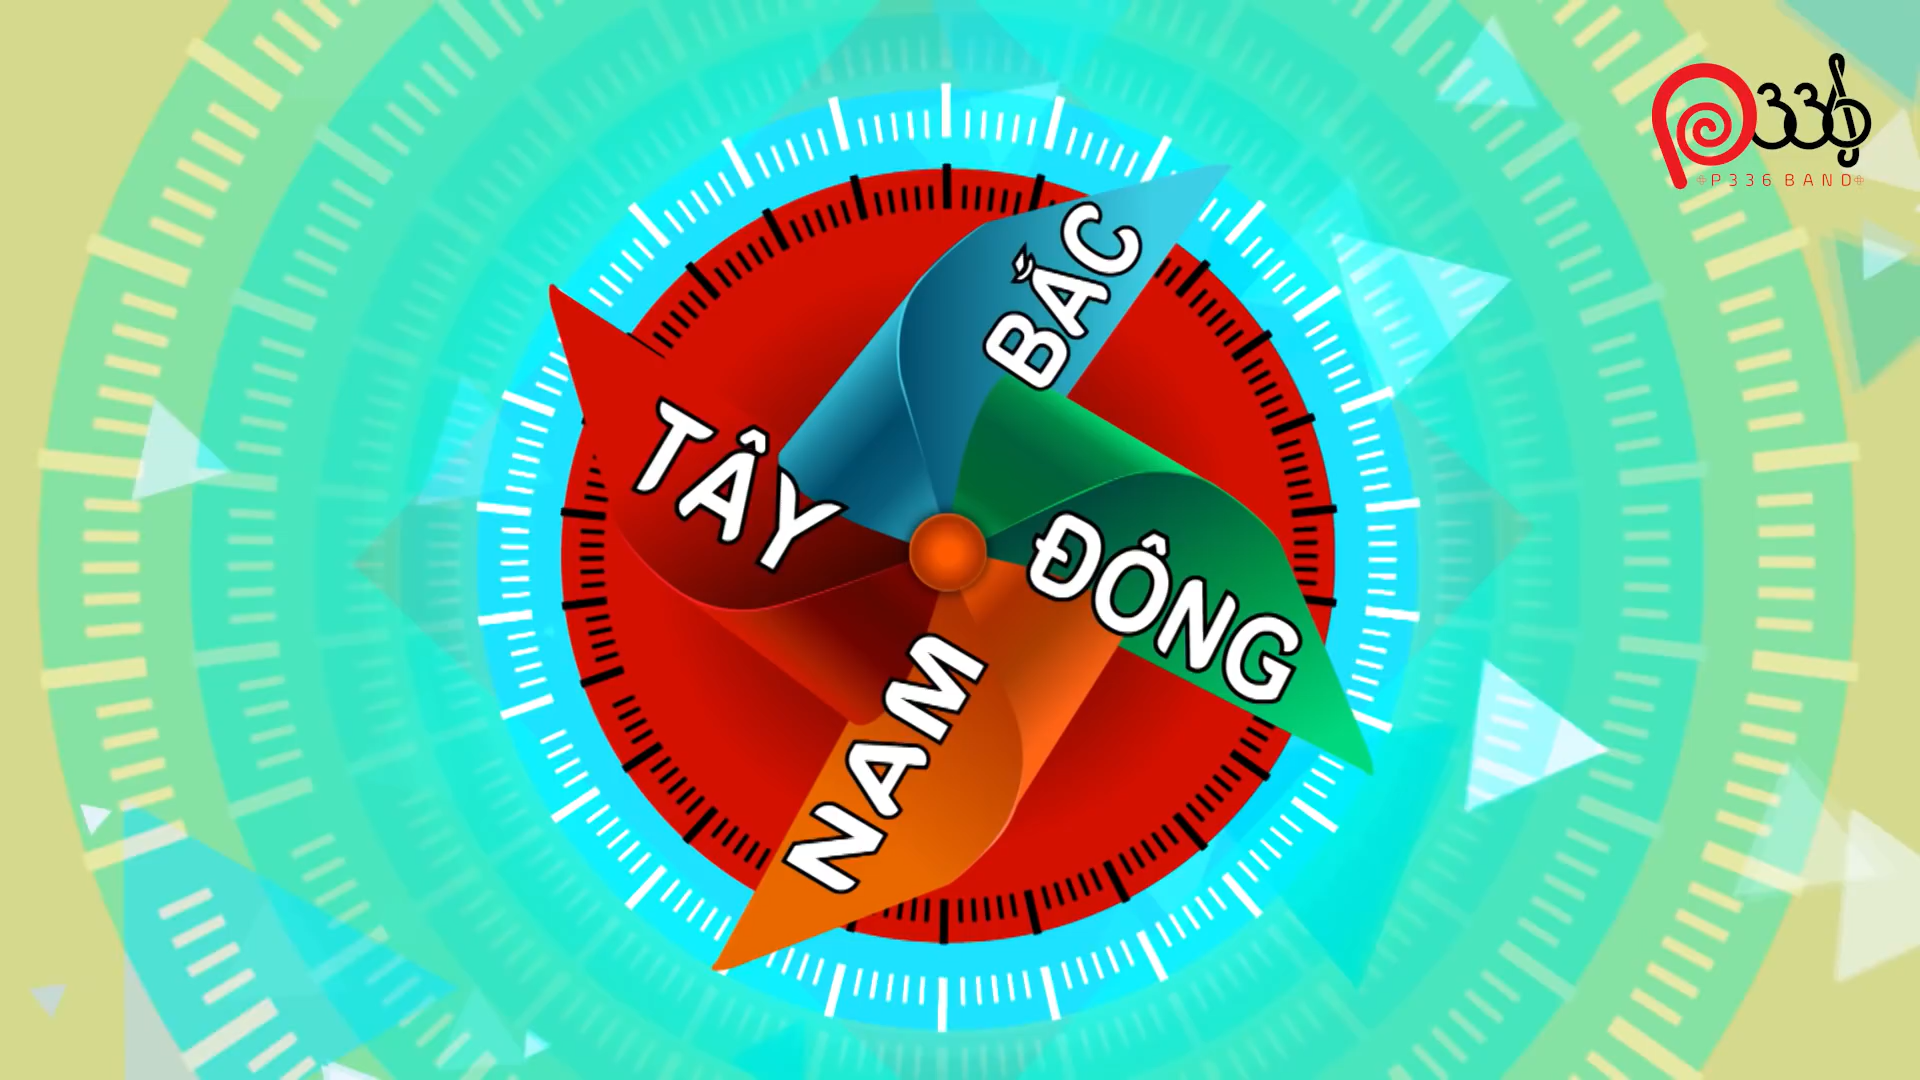 P336
P336 BAND
BẮC
TÂY
ĐÔNG
NAM